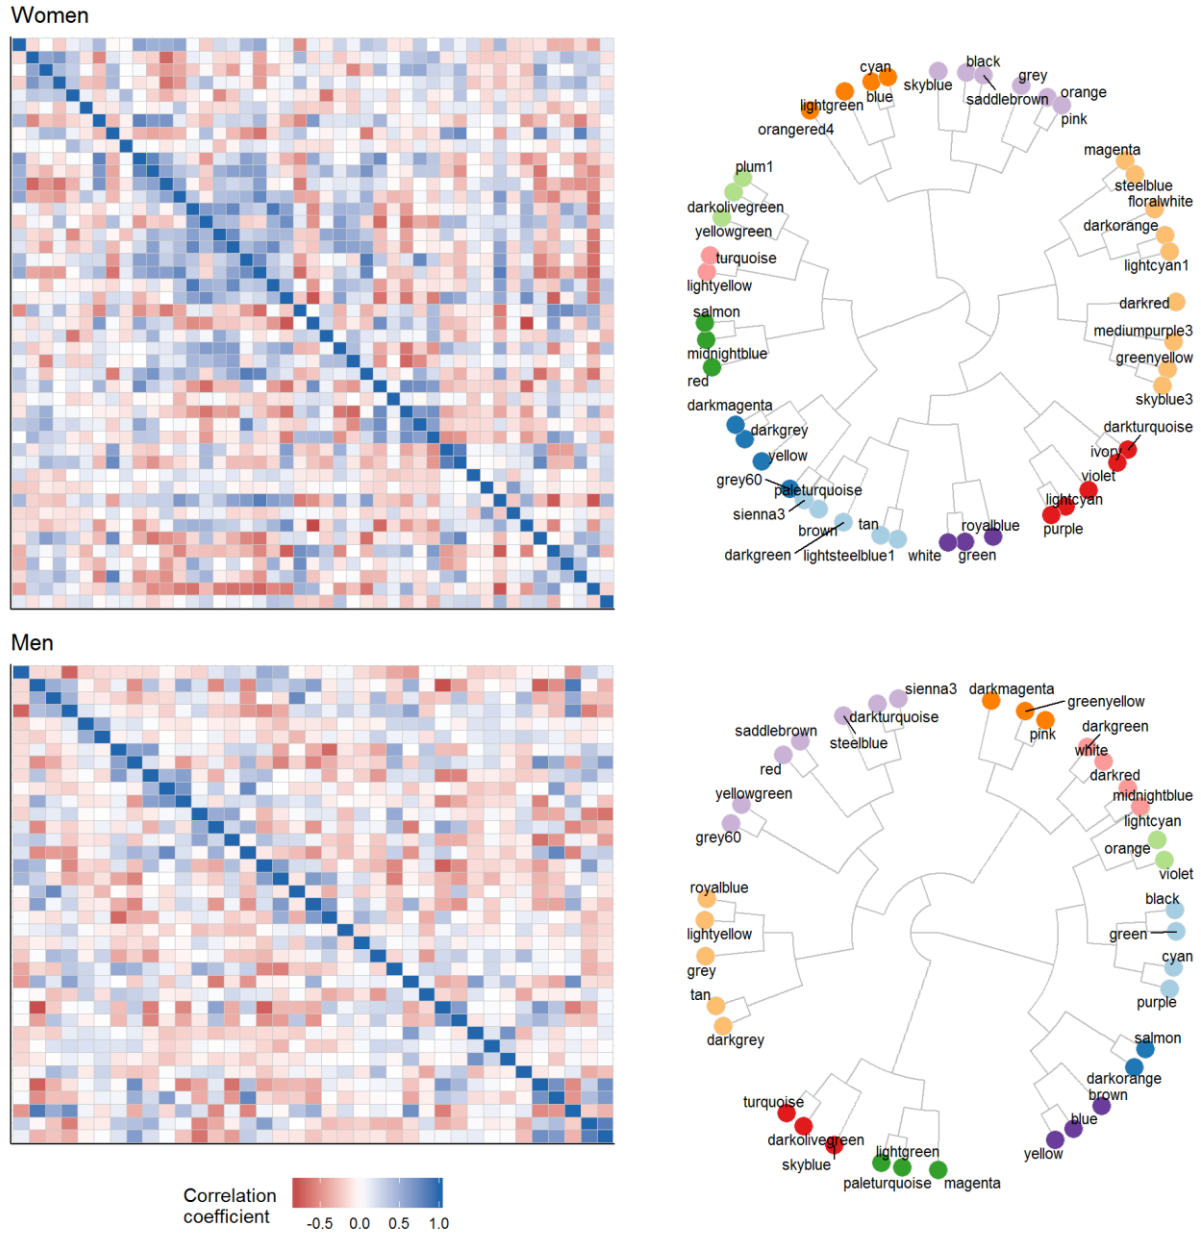 Women
cyan
black
grey
skyblue
orange
blue
saddlebrown
lightgreen
pink
orangered4
magenta
plum1
steelblue
floralwhite
darkolivegreen
darkorange
yellowgreen
turquoise
lightcyan1
lightyellow
darkred
salmon
mediumpurple3
midnightblue
greenyellow
red
skyblue3
darkmagenta
darkturquoise
darkgrey
ivory
yellow
violet
grey60
paleturquoise
lightcyan
sienna3
brown
tan
royalblue
purple
darkgreen
lightsteelblue1
white
green
Men
sienna3
darkmagenta
greenyellow
darkturquoise
saddlebrown
steelblue
pink
darkgreen
white
red
darkred
yellowgreen
midnightblue
grey60
lightcyan
orange
violet
royalblue
black
lightyellow
green
grey
cyan
tan
purple
darkgrey
salmon
darkorange
turquoise
brown
darkolivegreen
blue
skyblue
lightgreen
yellow
paleturquoise
magenta
Correlation
coefficient
-0.5 0.0 0.5 1.0